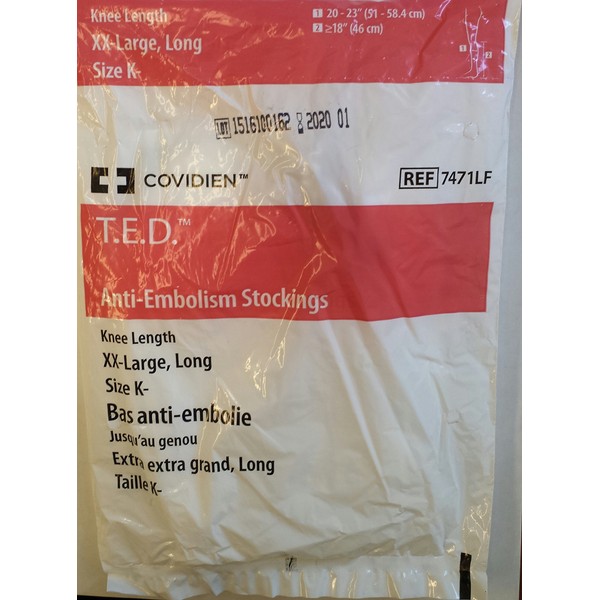 Knee Length
XX-Large, Long
Size K-
1 20 - 23" (51 - 58.4 cm)
2 ≥18" (46 cm)
1
2
LOT 1516100162 2020 01
COVIDIEN™
REF 7471LF
T.E.D.™
Anti-Embolism Stockings
Knee Length
XX-Large, Long
Size K-
Bas anti-embolie
Jusqu'au genou
Extra extra grand, Long
Taille K-